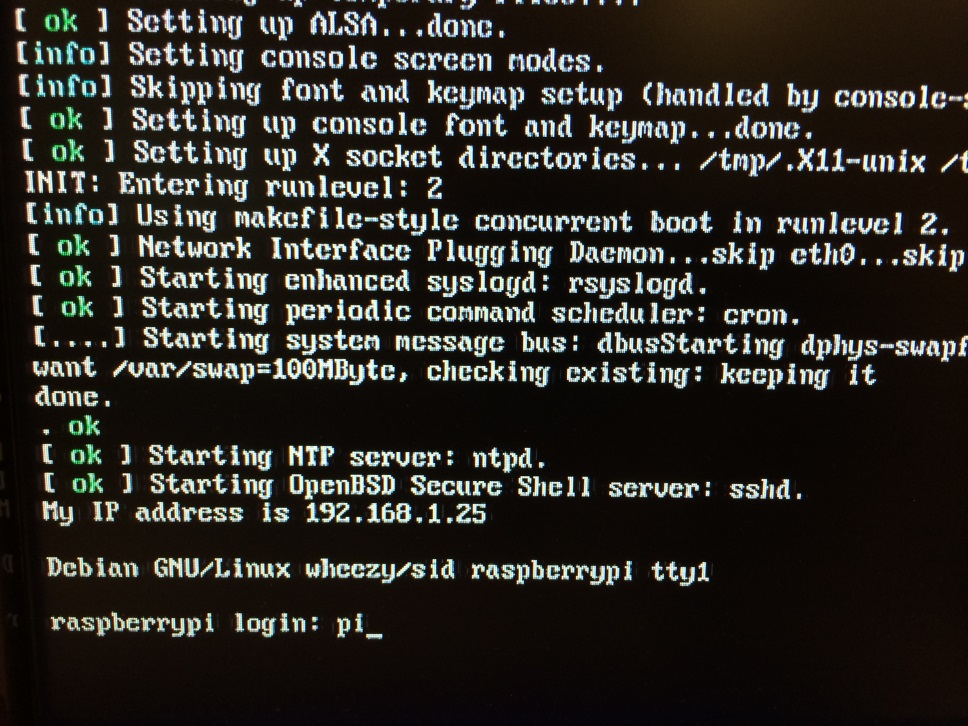 [ ok ] Setting up ALSA...done.
[info] Setting console screen modes.
[info] Skipping font and keymap setup (handled by console-s
[ ok ] Setting up console font and keymap...done.
[ ok ] Setting up X socket directories... /tmp/.X11-unix /t
INIT: Entering runlevel: 2
[info] Using makefile-style concurrent boot in runlevel 2.
[ ok ] Network Interface Plugging Daemon...skip eth0...skip
[ ok ] Starting enhanced syslogd: rsyslogd.
[ ok ] Starting periodic command scheduler: cron.
[....] Starting system message bus: dbusStarting dphys-swapf
want /var/swap=100MByte, checking existing: keeping it
done.
. ok
[ ok ] Starting NTP server: ntpd.
[ ok ] Starting OpenBSD Secure Shell server: sshd.
My IP address is 192.168.1.25
Debian GNU/Linux wheezy/sid raspberrypi tty1
raspberrypi login: pi_